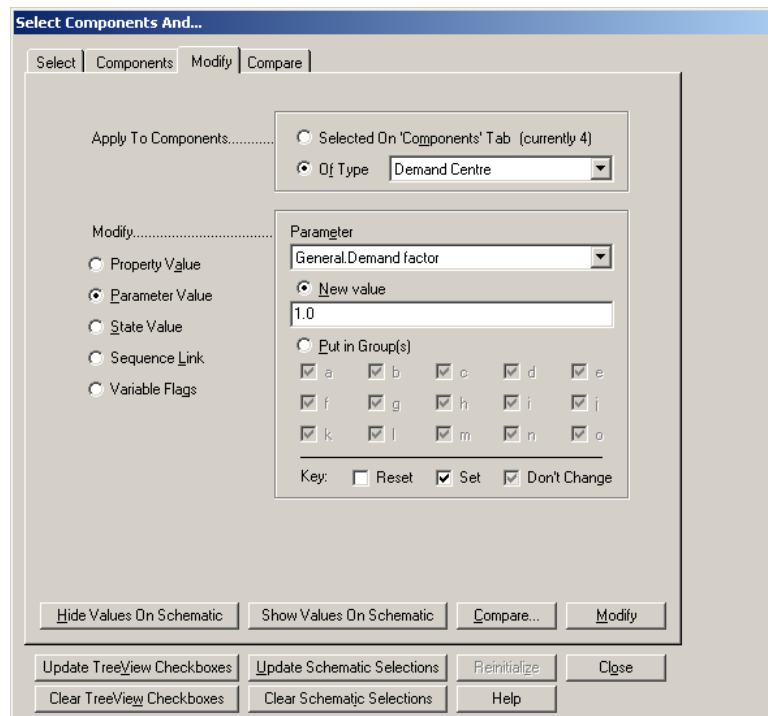 Select Components And...
Select Components Modify Compare
Apply To Components........... Selected On 'Components' Tab (currently 4)
Of Type Demand Centre
Modify................................... Parameter
Property Value General.Demand factor
Parameter Value New value
1.0
State Value
Sequence Link Put in Group(s)
a b c d e
Variable Flags
f g h i j
k l m n o
Key: Reset Set Don't Change
Hide Values On Schematic Show Values On Schematic Compare... Modify
Update TreeView Checkboxes Update Schematic Selections Reinitialize Close
Clear TreeView Checkboxes Clear Schematic Selections Help